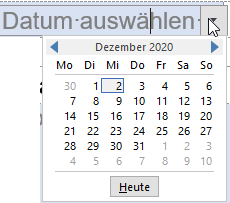 Datum auswählen
Dezember 2020
Mo Di Mi Do Fr Sa So
30 1 2 3 4 5 6
7 8 9 10 11 12 13
14 15 16 17 18 19 20
21 22 23 24 25 26 27
28 29 30 31 1 2 3
4 5 6 7 8 9 10
Heute